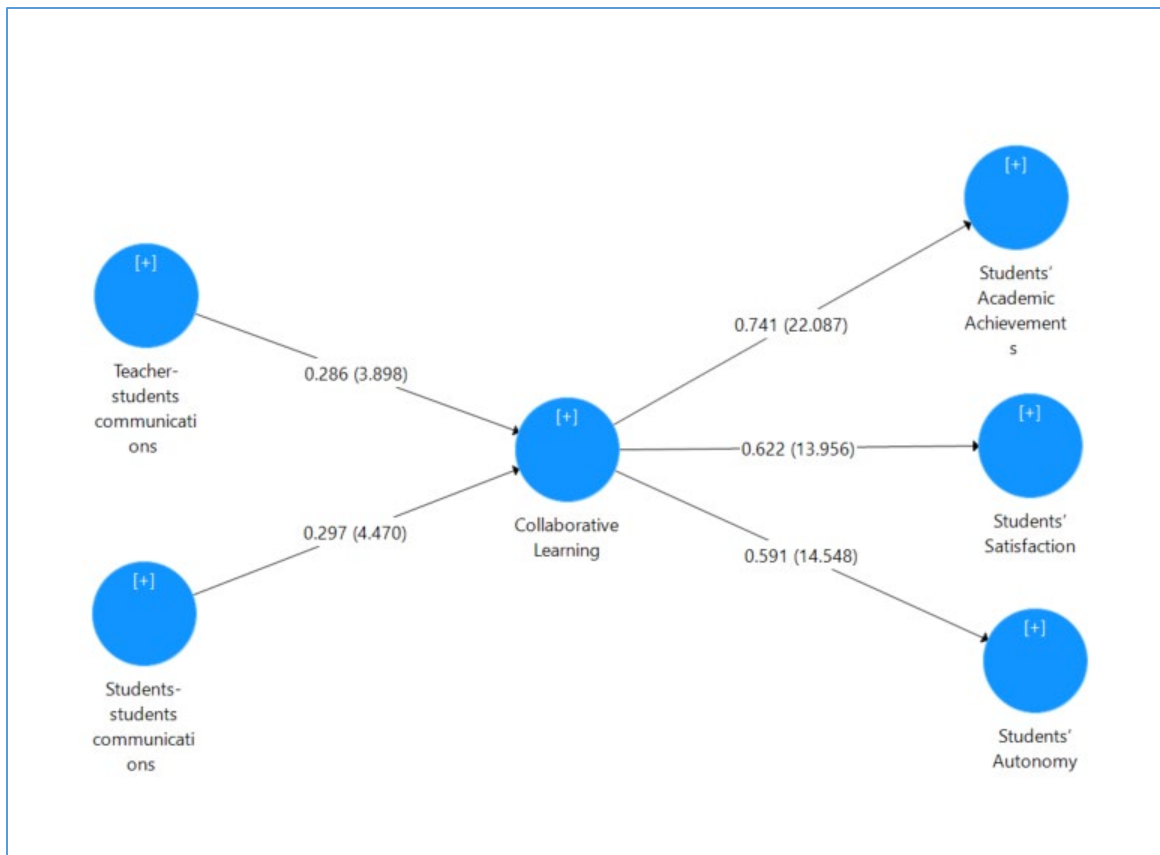 [+]
Teacher-
students
communicati
ons
[+]
Students-
students
communicati
ons
0.286 (3.898)
0.297 (4.470)
[+]
Collaborative
Learning
0.741 (22.087)
0.622 (13.956)
0.591 (14.548)
[+]
Students’
Academic
Achievement
s
[+]
Students’
Satisfaction
[+]
Students’
Autonomy